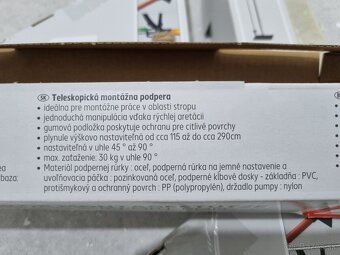 SK Teleskopická montážna podpera
• ideálna pre montážne práce v oblasti stropu
• jednoduchá manipulácia vďaka rýchlej aretácii
• gumová podložka poskytuje ochranu pre citlivé povrchy
• plynule výškovo nastaviteľná od cca 115 až do cca 290cm
• nastaviteľná v uhle 45° až 90°
• max. zaťaženie: 30 kg v uhle 90°
• Materiál podpernej rúrky : oceľ, podperná rúrka na jemné nastavenie a
uvoľňovacia páčka : pozinkovaná oceľ, podperné kĺbové dosky - základňa : PVC,
protišmykový a ochranný povrch : PP (polypropylén), držadlo pumpy : nylon
ea
baza: